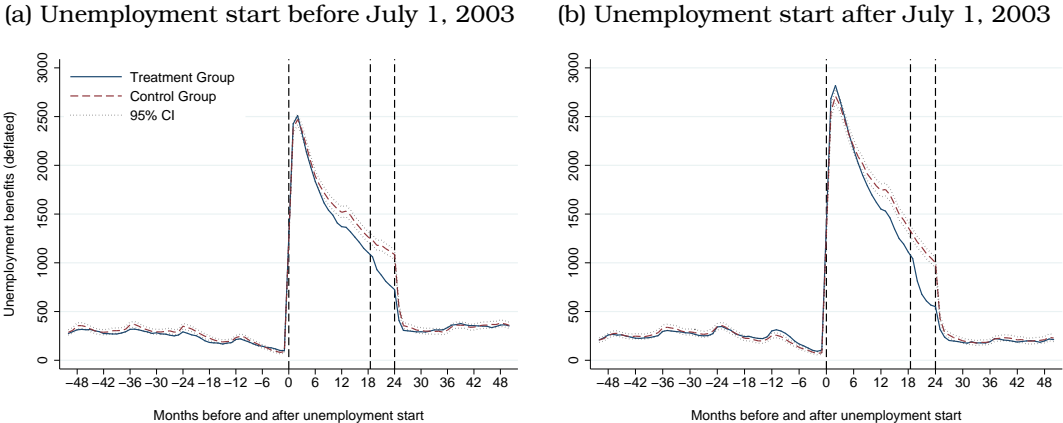 (a) Unemployment start before July 1, 2003
(b) Unemployment start after July 1, 2003
Unemployment benefits (deflated)
3000
2500
2000
1500
1000
500
0
Treatment Group
Control Group
95% CI
−48 −42 −36 −30 −24 −18 −12 −6 0 6 12 18 24 30 36 42 48
Months before and after unemployment start
3000
2500
2000
1500
1000
500
0
−48 −42 −36 −30 −24 −18 −12 −6 0 6 12 18 24 30 36 42 48
Months before and after unemployment start